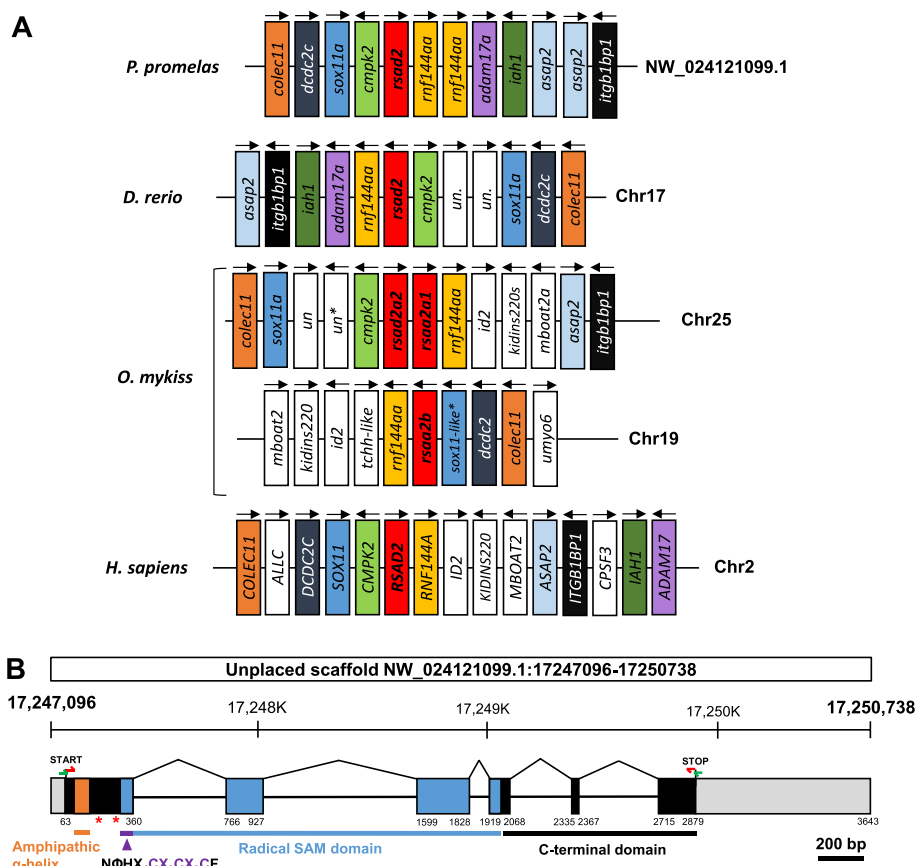 A
P. promelas
colec11 dcdc2c sox11a cmpk2 rsad2 rnf144aa rnf144aa adam17a iah1 asap2 asap2 itgb1bp1
NW_024121099.1
D. rerio
asap2 itgb1bp1 iah1 adam17a rnf144aa rsad2 cmpk2 un. un. sox11a dcdc2c colec11
Chr17
O. mykiss
colec11 sox11a un un* cmpk2 rsad2a2 rsaa2a1 rnf144aa id2 kidins220s mboat2a asap2 itgb1bp1
Chr25
mboat2 kidins220 id2 tchh-like rnf144aa rsaa2b sox11-like* dcdc2 colec11 umyo6
Chr19
H. sapiens
COLEC11 ALLC DCDC2C SOX11 CMPK2 RSAD2 RNF144A ID2 KIDINS220 MBOAT2 ASAP2 ITGB1BP1 CPSF3 IAH1 ADAM17
Chr2
B
Unplaced scaffold NW_024121099.1:17247096-17250738
17,247,096 17,248K 17,249K 17,250K 17,250,738
START STOP
* *
63 360 766 927 1599 1828 1919 2068 2335 2367 2715 2879 3643
Amphipathic
α-helix
Radical SAM domain
C-terminal domain
200 bp